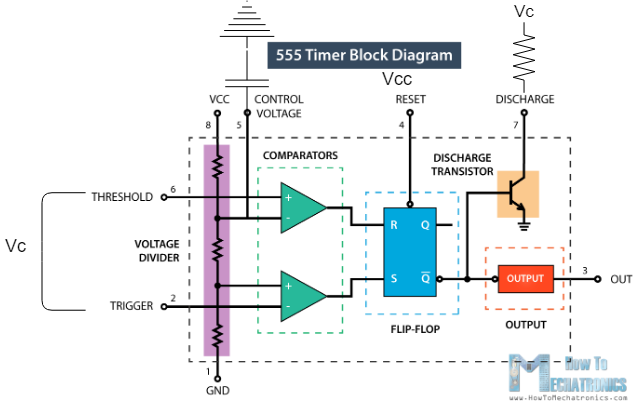 Vc
555 Timer Block Diagram
Vcc
VCC
CONTROL
VOLTAGE
RESET
DISCHARGE
8
5
4
7
COMPARATORS
DISCHARGE
TRANSISTOR
THRESHOLD
6
+
-
R
Q
Vc
VOLTAGE
DIVIDER
+
-
S
Q̅
OUTPUT
3
OUT
TRIGGER
2
FLIP-FLOP
OUTPUT
1
GND
How To
Mechatronics
www.HowToMechatronics.com